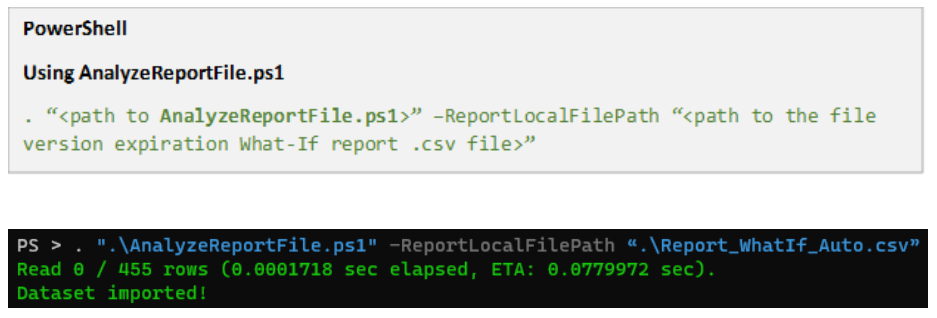 PowerShell
Using AnalyzeReportFile.ps1
. “<path to AnalyzeReportFile.ps1>” –ReportLocalFilePath “<path to the file
version expiration What-If report .csv file>”
PS > . ".\AnalyzeReportFile.ps1" –ReportLocalFilePath “.\Report_WhatIf_Auto.csv”
Read 0 / 455 rows (0.0001718 sec elapsed, ETA: 0.0779972 sec).
Dataset imported!